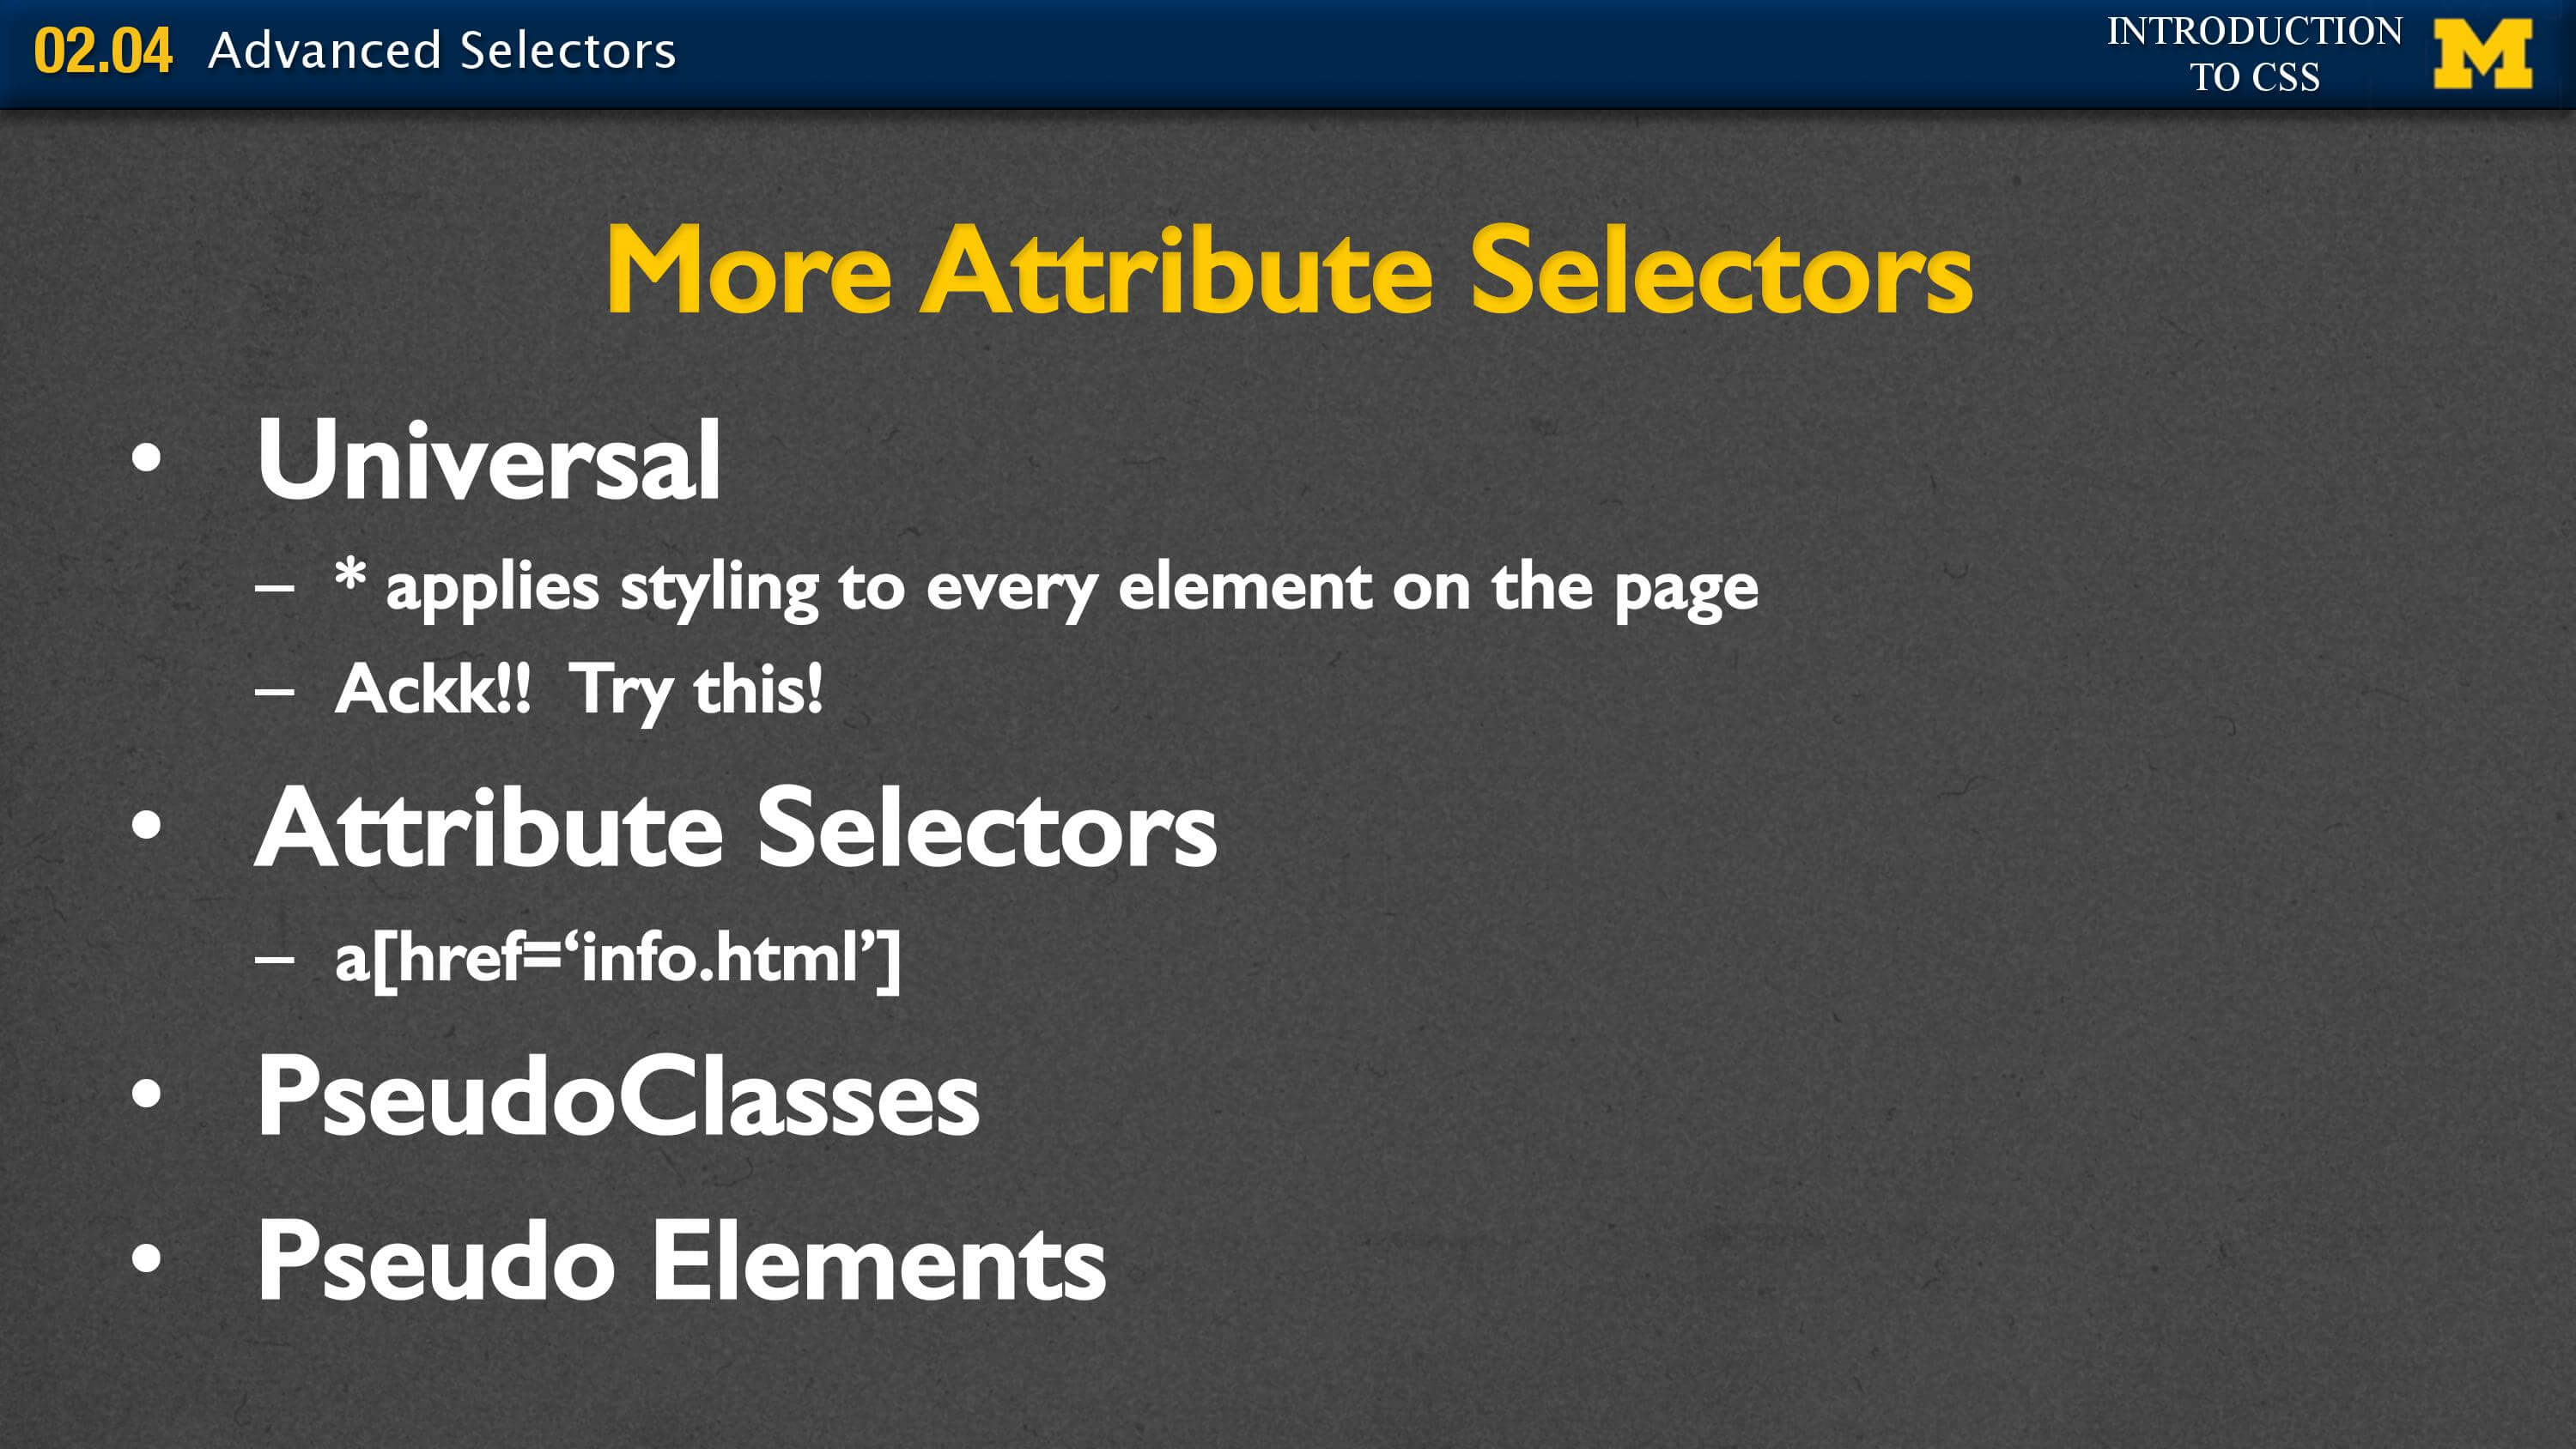 02.04 Advanced Selectors
INTRODUCTION
TO CSS
M
More Attribute Selectors
• Universal
– * applies styling to every element on the page
– Ackk!!  Try this!
• Attribute Selectors
– a[href=‘info.html’]
• PseudoClasses
• Pseudo Elements